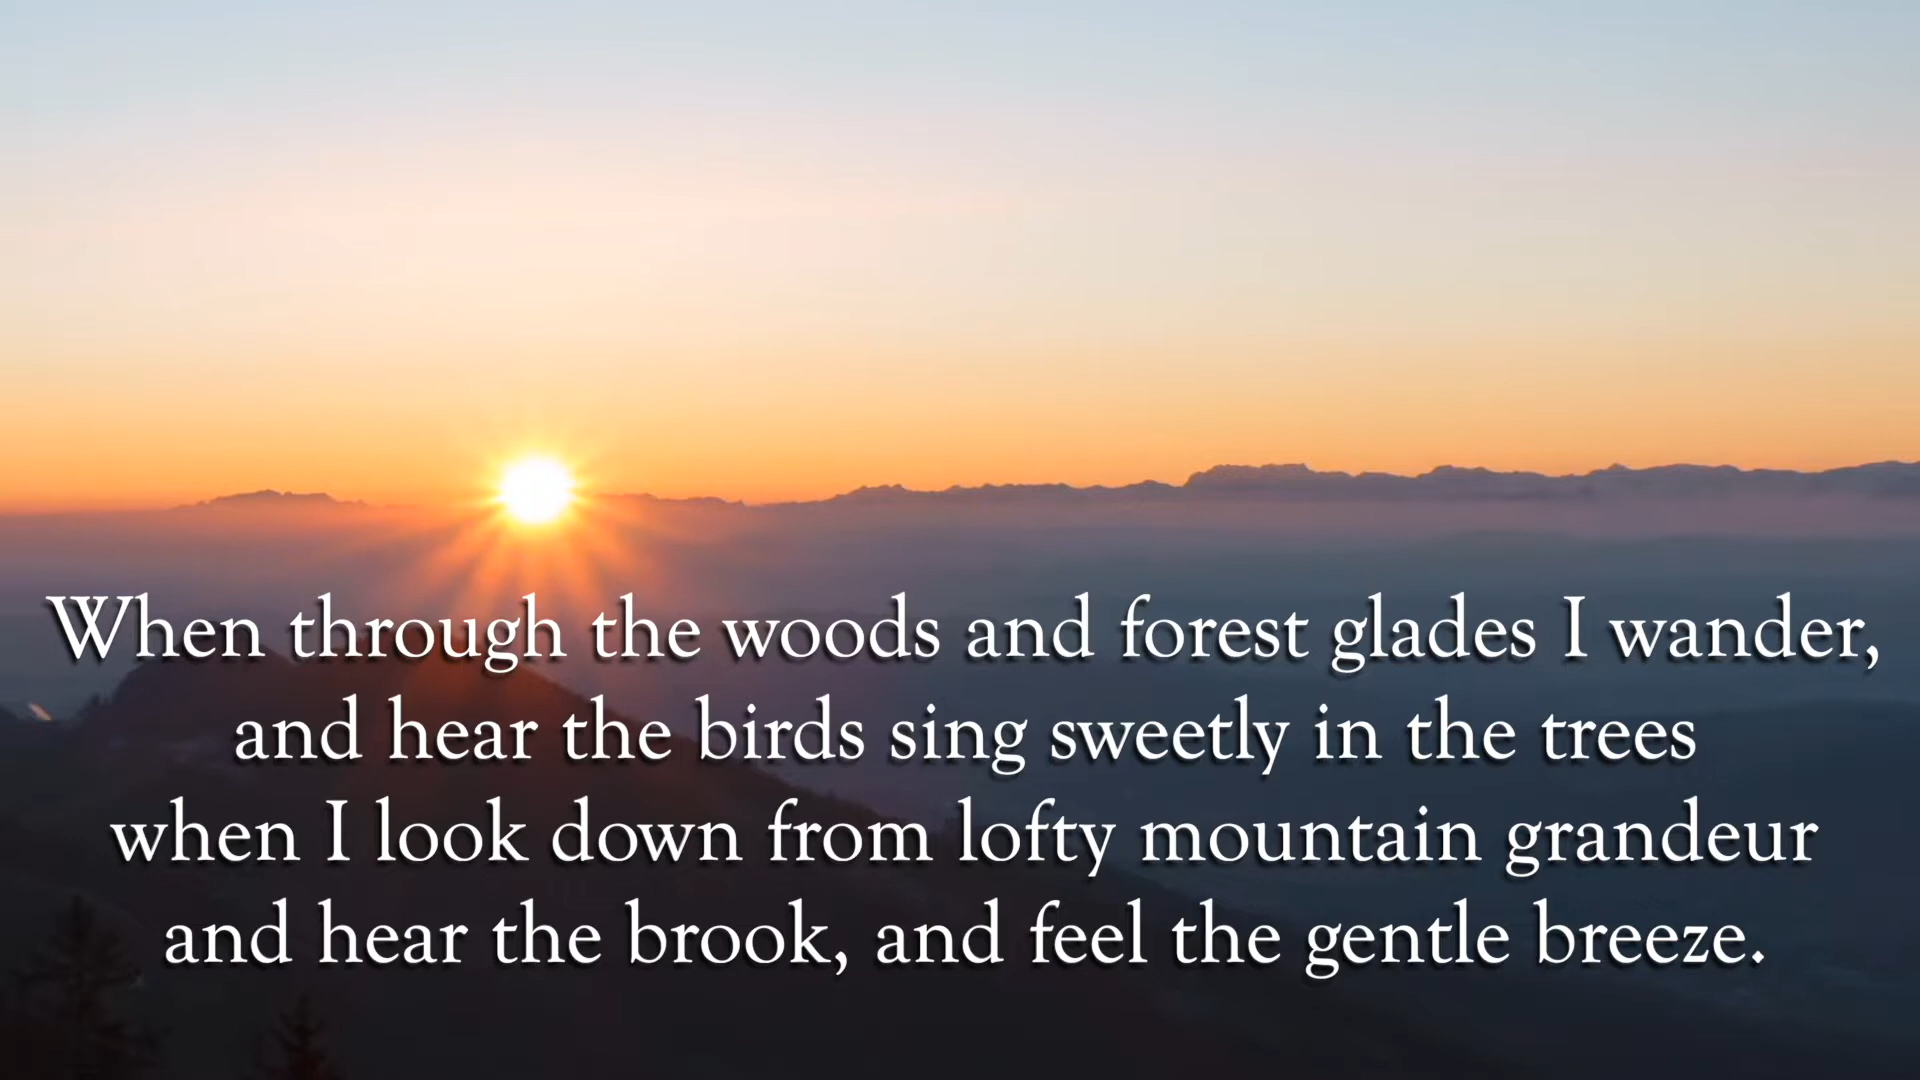 When through the woods and forest glades I wander,
and hear the birds sing sweetly in the trees
when I look down from lofty mountain grandeur
and hear the brook, and feel the gentle breeze.